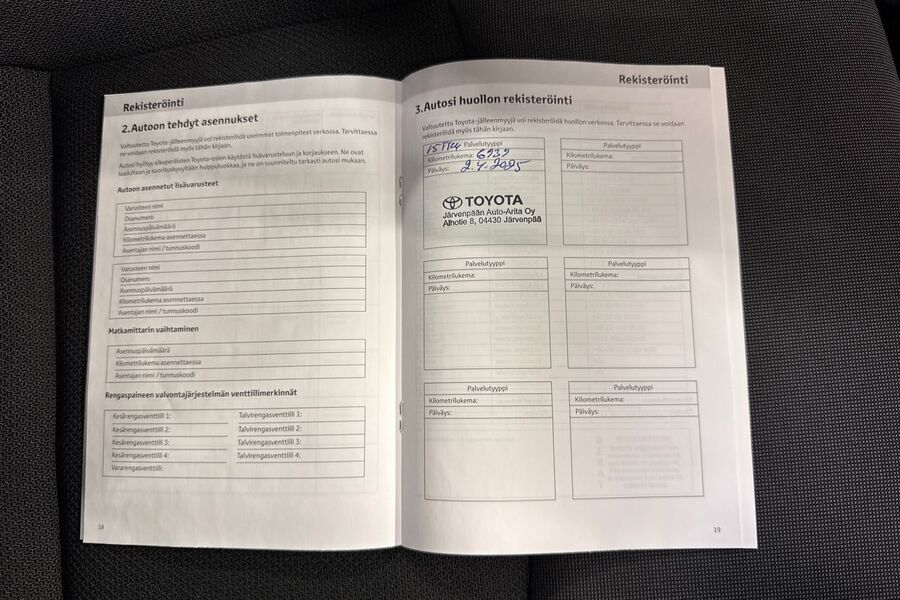 Rekisteröinti
2.Autoon tehdyt asennukset
Valtuutettu Toyota-jälleenmyyjä voi rekisteröidä useimmat toimenpiteet verkossa. Tarvittaessa
ne voidaan rekisteröidä myös tähän kirjaan.
Autosi hyötyy alkuperäisten Toyota-osien käytöstä lisävarusteluun ja korjaukseen. Ne ovat
laadultaan ja suorituskyvyltään huippuluokkaa, ja ne on suunniteltu tarkasti autoasi mukaan.
Autoon asennetut lisävarusteet
Varusteen nimi
Osanumero
Asennuspäivämäärä
Kilometrilukema asennettaessa
Asentajan nimi / tunnuskoodi
Varusteen nimi
Osanumero
Asennuspäivämäärä
Kilometrilukema asennettaessa
Asentajan nimi / tunnuskoodi
Matkamittarin vaihtaminen
Asennuspäivämäärä
Kilometrilukema asennettaessa
Asentajan nimi / tunnuskoodi
Rengaspaineen valvontajärjestelmän venttiilimerkinnät
Kesärengasventtiili 1: Talvirengasventtiili 1:
Kesärengasventtiili 2: Talvirengasventtiili 2:
Kesärengasventtiili 3: Talvirengasventtiili 3:
Kesärengasventtiili 4: Talvirengasventtiili 4:
Vararengasventtiili:
18
Rekisteröinti
3.Autosi huollon rekisteröinti
Valtuutettu Toyota-jälleenmyyjä voi rekisteröidä huollon verkossa. Tarvittaessa se voidaan
rekisteröidä myös tähän kirjaan.
Palvelutyyppi
Kilometrilukema: 6939
Päiväys: 2.4.2025
TOYOTA
Järvenpään Auto-Arita Oy
Alhotie 8, 04430 Järvenpää
Palvelutyyppi
Kilometrilukema:
Päiväys:
Palvelutyyppi
Kilometrilukema:
Päiväys:
Palvelutyyppi
Kilometrilukema:
Päiväys:
Palvelutyyppi
Kilometrilukema:
Päiväys:
Palvelutyyppi
Kilometrilukema:
Päiväys:
19